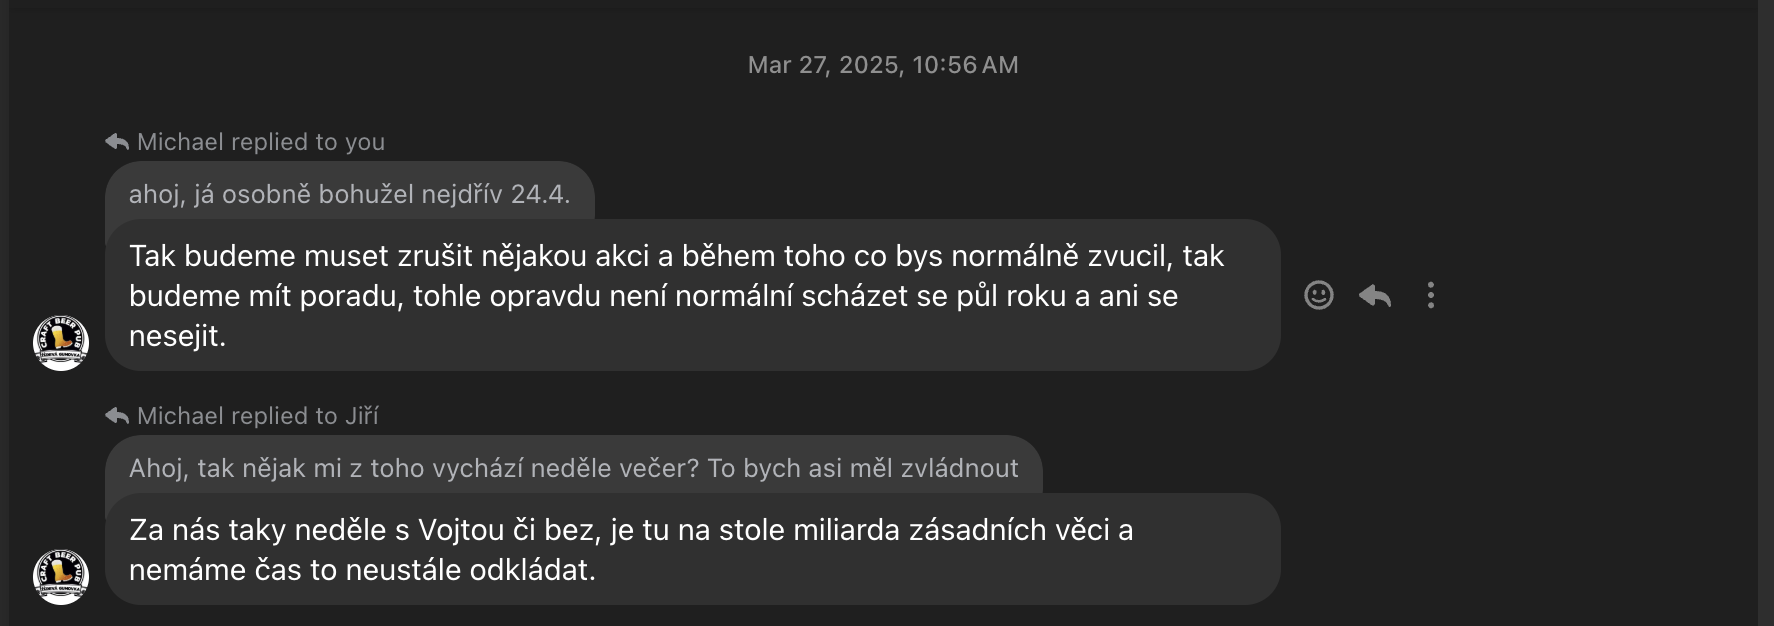 Mar 27, 2025, 10:56 AM
Michael replied to you
ahoj, já osobně bohužel nejdřív 24.4.
Tak budeme muset zrušit nějakou akci a během toho co bys normálně zvucil, tak
budeme mít poradu, tohle opravdu není normální scházet se půl roku a ani se
nesejit.
CRAFT BEER PUB
Michael replied to Jiří
Ahoj, tak nějak mi z toho vychází neděle večer? To bych asi měl zvládnout
Za nás taky neděle s Vojtou či bez, je tu na stole miliarda zásadních věci a
nemáme čas to neustále odkládat.
CRAFT BEER PUB